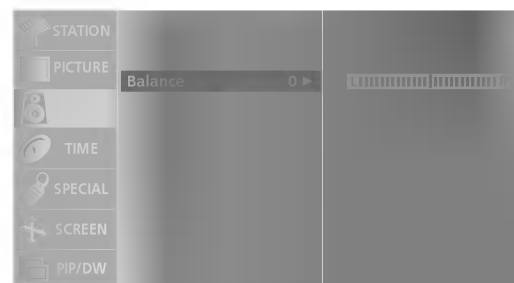 STATION
PICTURE
Balance 0 ►
L
TIME
SPECIAL
SCREEN
PIP/DW